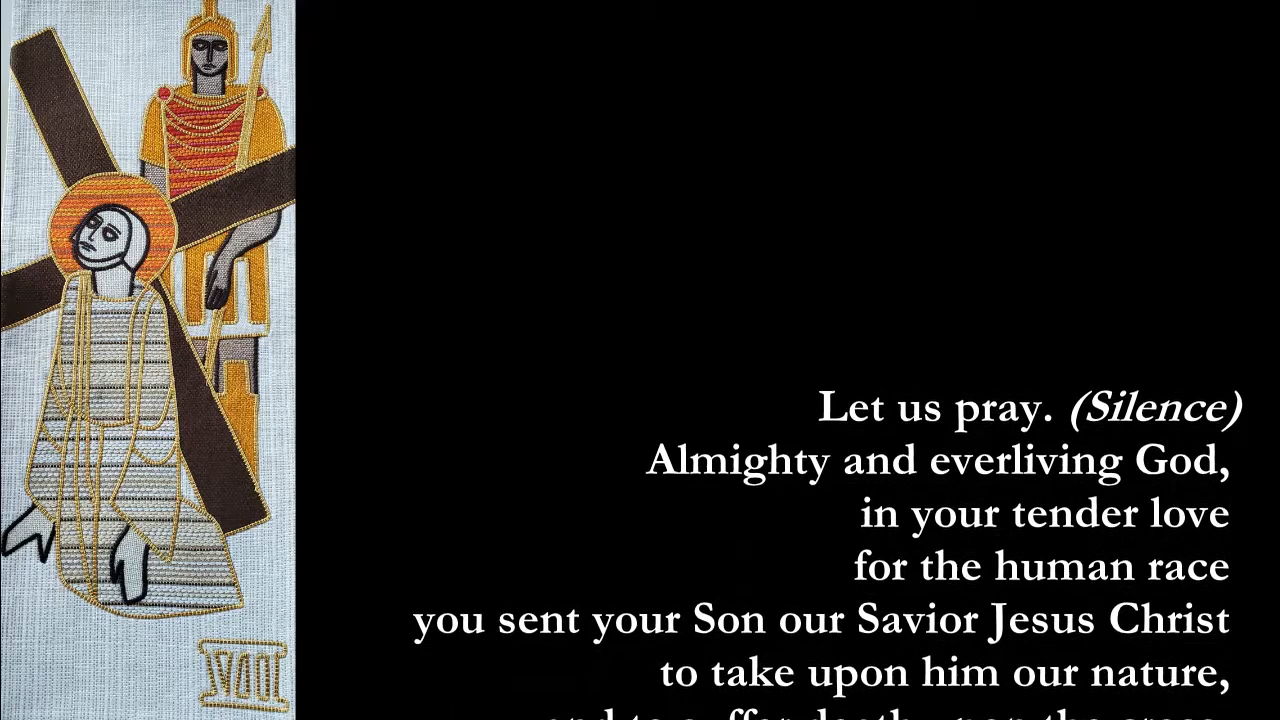 Let us pray. (Silence)
Almighty and everliving God,
in your tender love
for the human race
you sent your Son our Savior Jesus Christ
to take upon him our nature,
VII